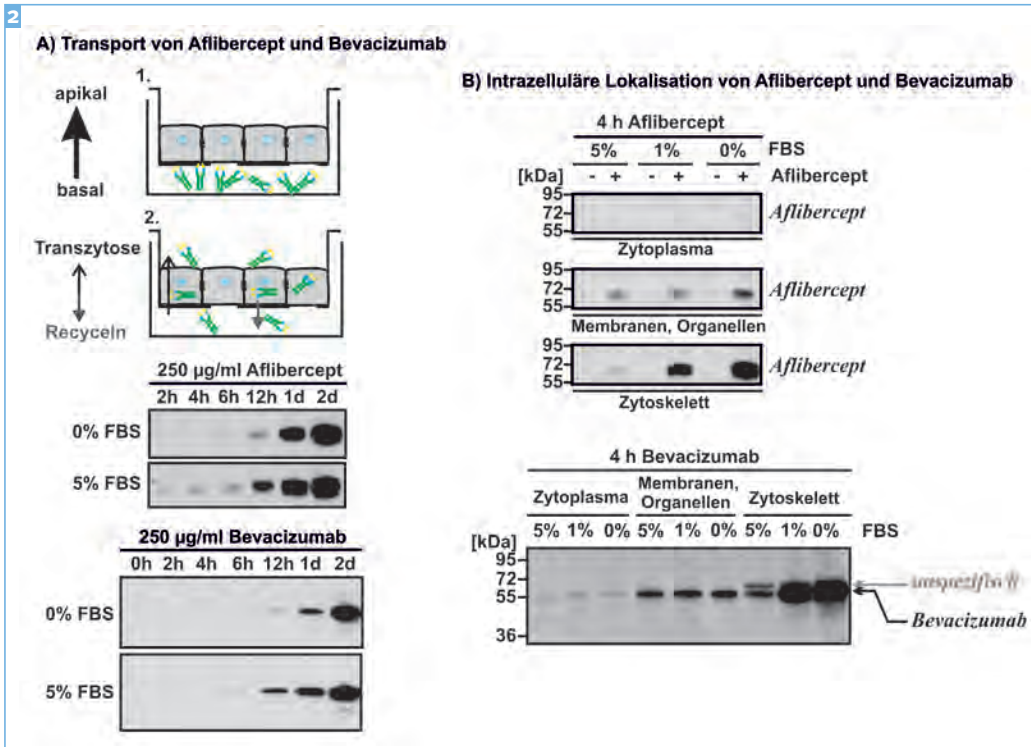 2
A) Transport von Aflibercept und Bevacizumab
1.
apikal
basal
2.
Transzytose
Recyceln
250 µg/ml Aflibercept
2h 4h 6h 12h 1d 2d
0% FBS
5% FBS
250 µg/ml Bevacizumab
0h 2h 4h 6h 12h 1d 2d
0% FBS
5% FBS
B) Intrazelluläre Lokalisation von Aflibercept und Bevacizumab
4 h Aflibercept
5% 1% 0% FBS
[kDa] - + - + - + Aflibercept
95
72
55
Aflibercept
Zytoplasma
95
72
55
Aflibercept
Membranen, Organellen
95
72
55
Aflibercept
Zytoskelett
4 h Bevacizumab
Zytoplasma Membranen, Organellen Zytoskelett
5% 1% 0% 5% 1% 0% 5% 1% 0% FBS
[kDa]
95
72
55
36
Bevacizumab